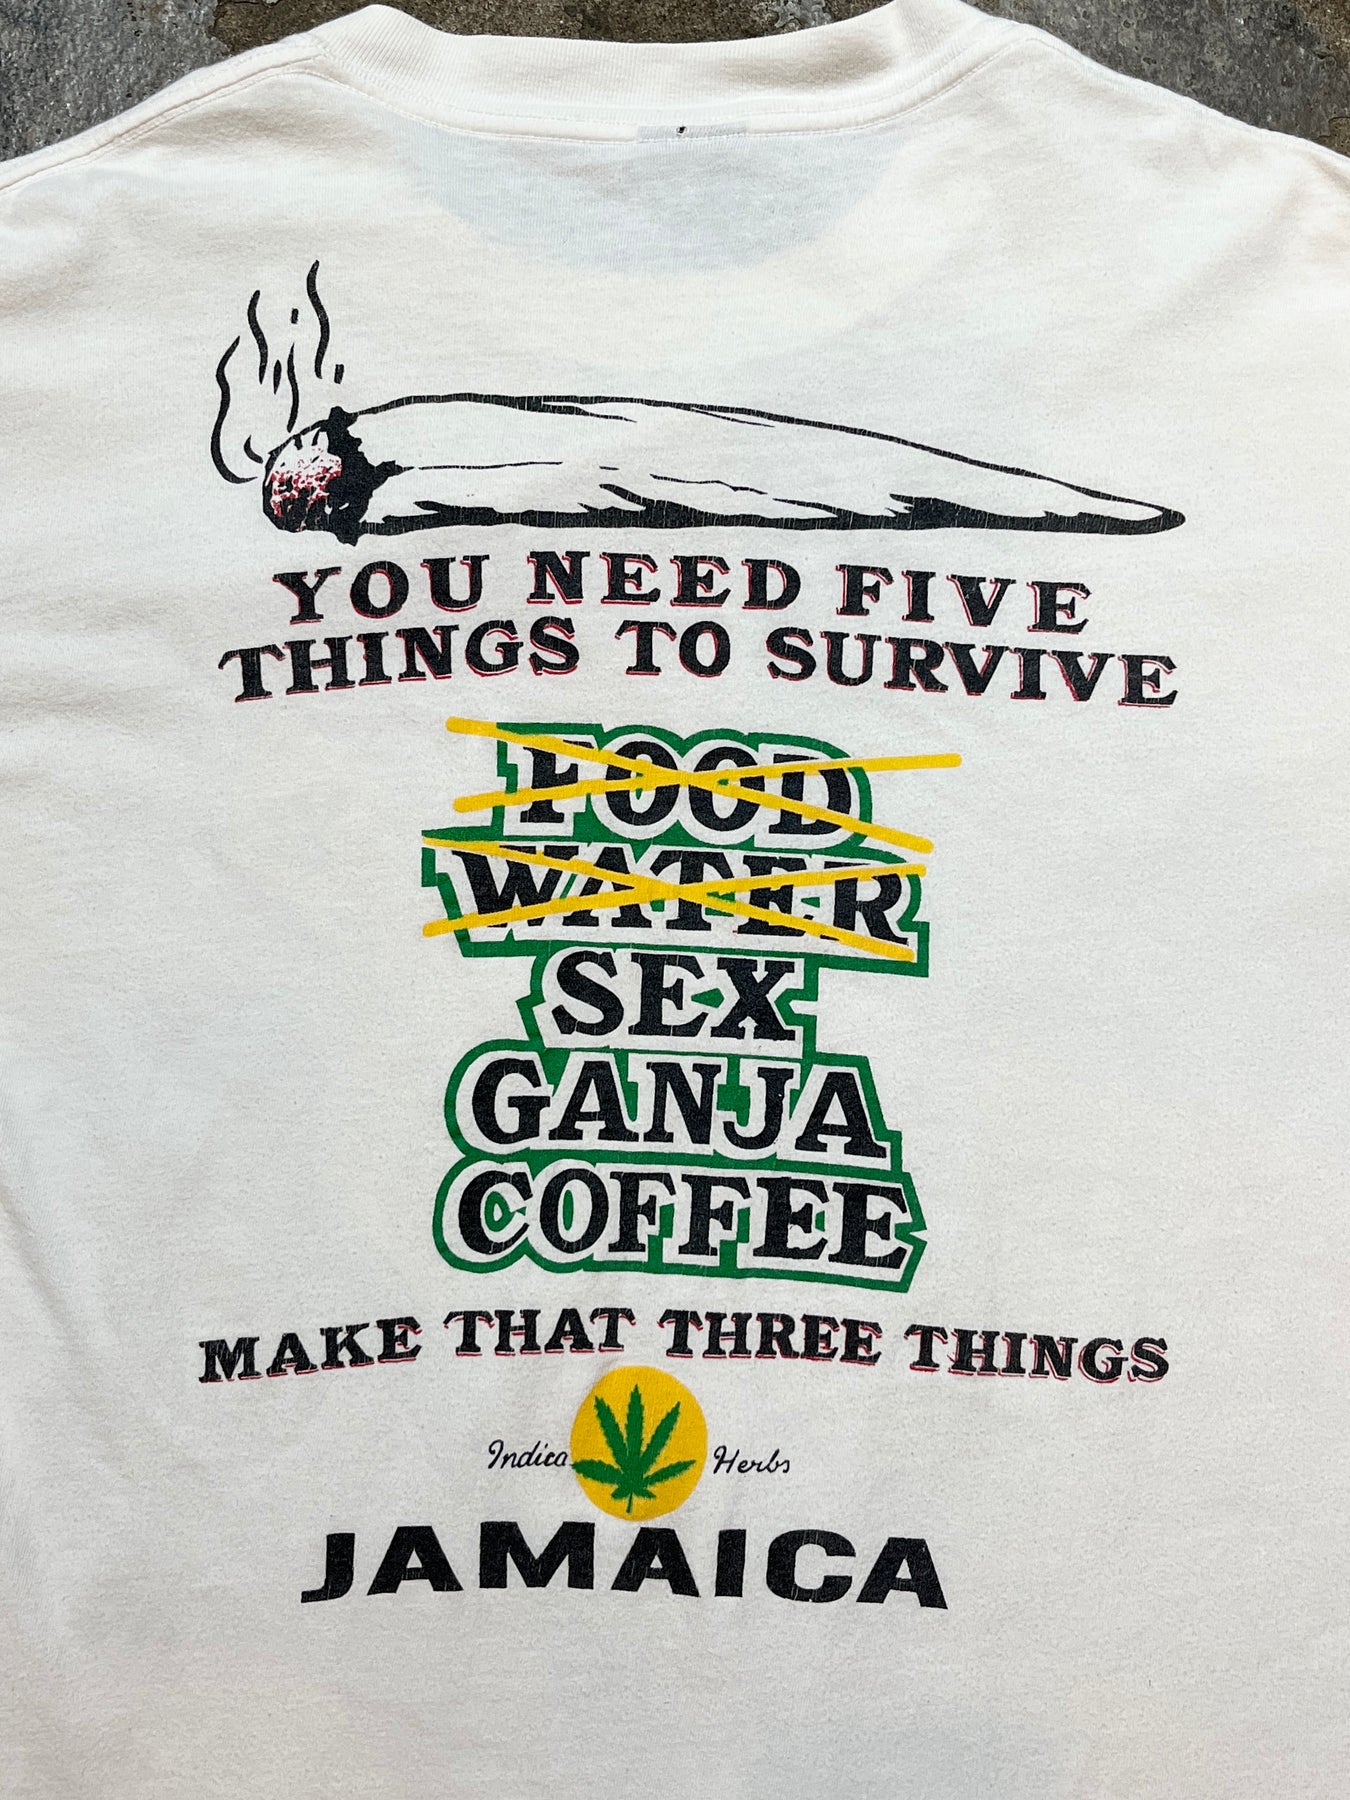 YOU NEED FIVE
THINGS TO SURVIVE
FOOD
WATER
SEX
GANJA
COFFEE
MAKE THAT THREE THINGS
Indica Herbs
JAMAICA